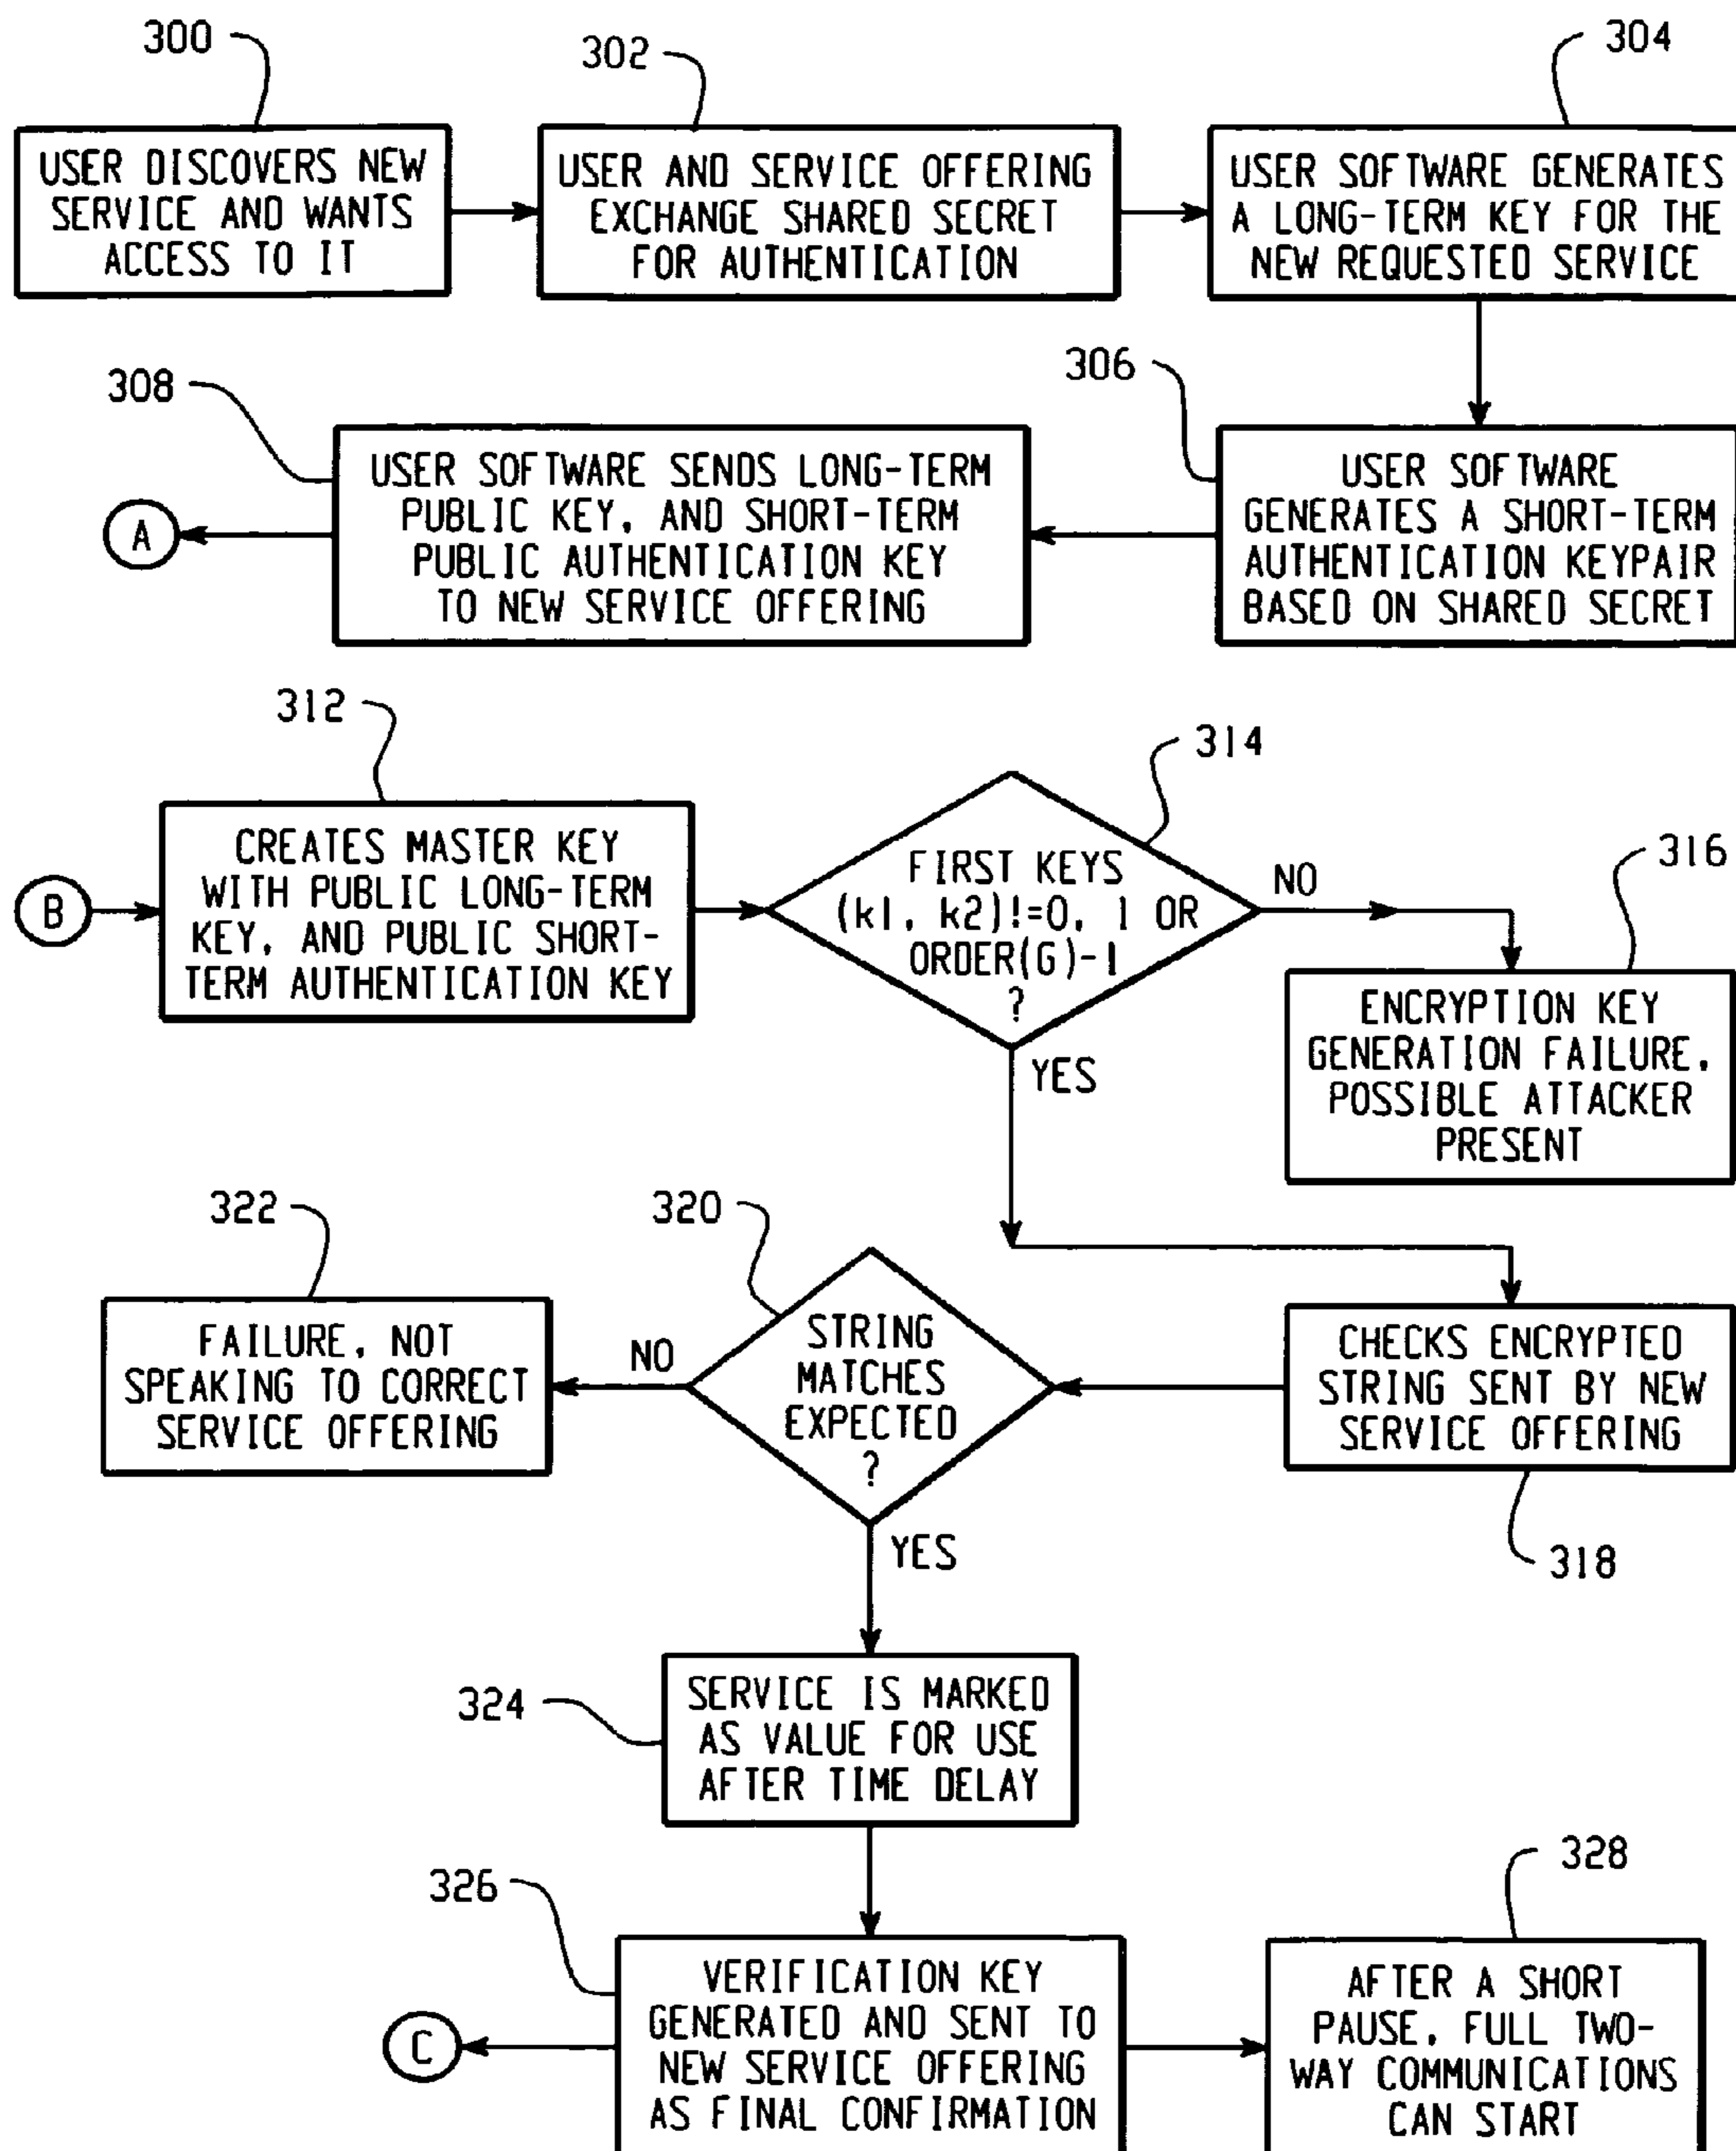 300
302
304
USER DISCOVERS NEW
SERVICE AND WANTS
ACCESS TO IT
USER AND SERVICE OFFERING
EXCHANGE SHARED SECRET
FOR AUTHENTICATION
USER SOFTWARE GENERATES
A LONG-TERM KEY FOR THE
NEW REQUESTED SERVICE
308
306
A
USER SOFTWARE SENDS LONG-TERM
PUBLIC KEY, AND SHORT-TERM
PUBLIC AUTHENTICATION KEY
TO NEW SERVICE OFFERING
USER SOFTWARE
GENERATES A SHORT-TERM
AUTHENTICATION KEYPAIR
BASED ON SHARED SECRET
312
314
316
B
CREATES MASTER KEY
WITH PUBLIC LONG-TERM
KEY, AND PUBLIC SHORT-
TERM AUTHENTICATION KEY
FIRST KEYS
(k1, k2)!=0, 1 OR
ORDER(G)-1
?
NO
YES
ENCRYPTION KEY
GENERATION FAILURE,
POSSIBLE ATTACKER
PRESENT
322
320
FAILURE, NOT
SPEAKING TO CORRECT
SERVICE OFFERING
NO
STRING
MATCHES
EXPECTED
?
YES
CHECKS ENCRYPTED
STRING SENT BY NEW
SERVICE OFFERING
318
324
SERVICE IS MARKED
AS VALUE FOR USE
AFTER TIME DELAY
326
328
C
VERIFICATION KEY
GENERATED AND SENT TO
NEW SERVICE OFFERING
AS FINAL CONFIRMATION
AFTER A SHORT
PAUSE, FULL TWO-
WAY COMMUNICATIONS
CAN START